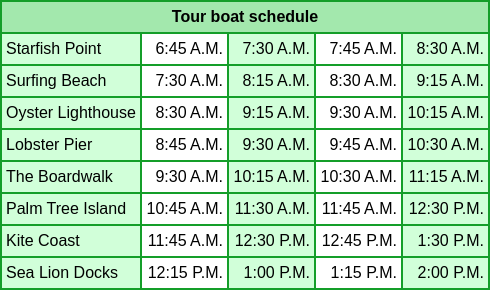 Tour boat schedule
Starfish Point 6:45 A.M. 7:30 A.M. 7:45 A.M. 8:30 A.M.
Surfing Beach 7:30 A.M. 8:15 A.M. 8:30 A.M. 9:15 A.M.
Oyster Lighthouse 8:30 A.M. 9:15 A.M. 9:30 A.M. 10:15 A.M.
Lobster Pier 8:45 A.M. 9:30 A.M. 9:45 A.M. 10:30 A.M.
The Boardwalk 9:30 A.M. 10:15 A.M. 10:30 A.M. 11:15 A.M.
Palm Tree Island 10:45 A.M. 11:30 A.M. 11:45 A.M. 12:30 P.M.
Kite Coast 11:45 A.M. 12:30 P.M. 12:45 P.M. 1:30 P.M.
Sea Lion Docks 12:15 P.M. 1:00 P.M. 1:15 P.M. 2:00 P.M.